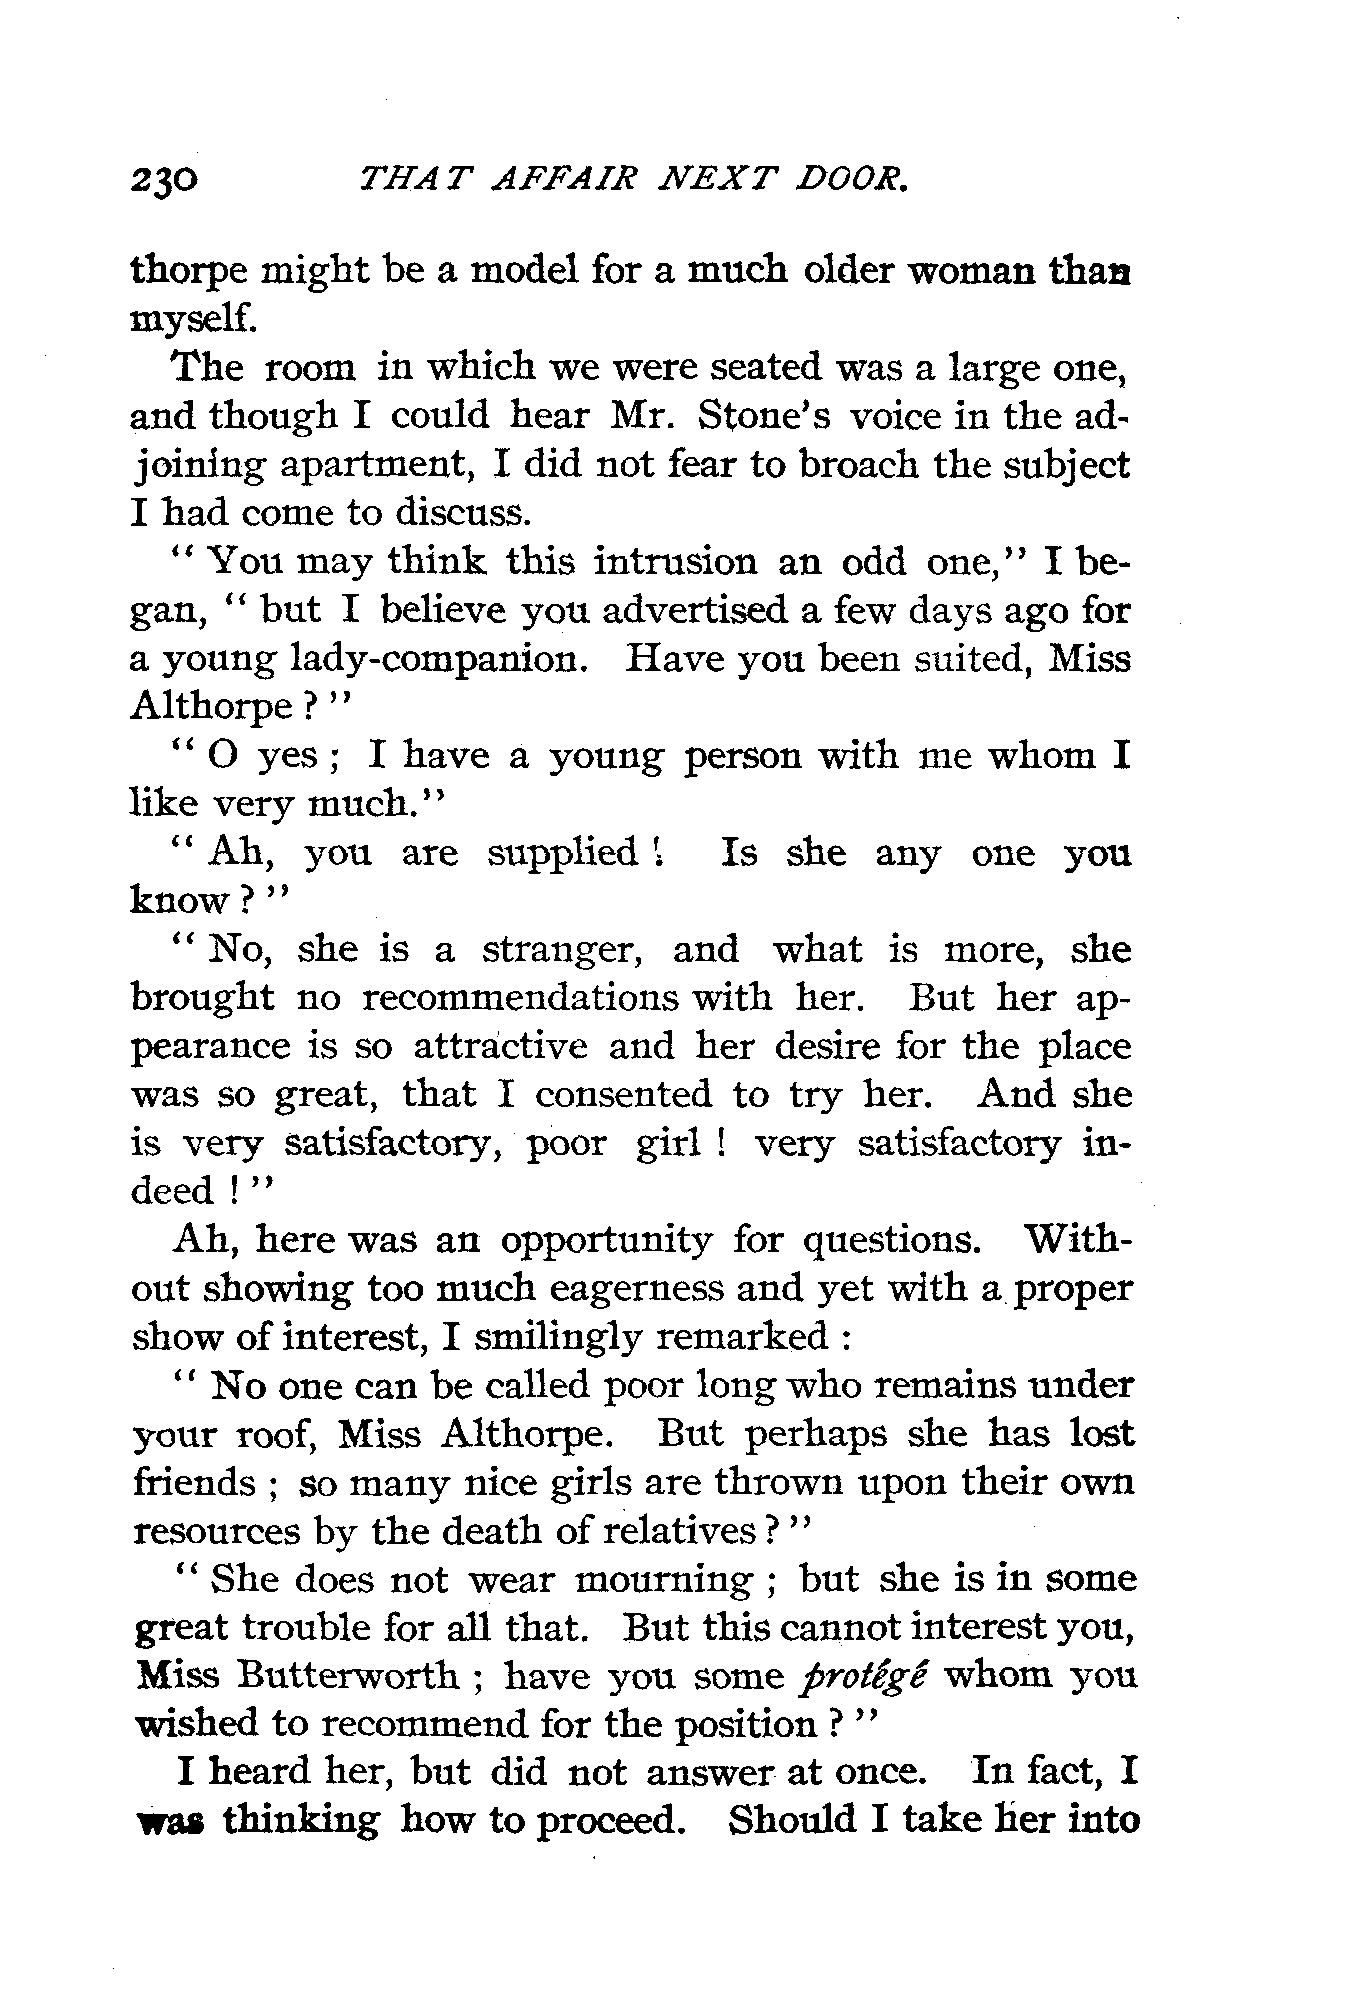 230 THAT AFFAIR NEXT DOOR.
thorpe might be a model for a much older woman than
myself.
The room in which we were seated was a large one,
and though I could hear Mr. Stone's voice in the ad-
joining apartment, I did not fear to broach the subject
I had come to discuss.
" You may think this intrusion an odd one," I be-
gan, " but I believe you advertised a few days ago for
a young lady-companion. Have you been suited, Miss
Althorpe ? "
" O yes ; I have a young person with me whom I
like very much."
" Ah, you are supplied ! Is she any one you
know ? "
" No, she is a stranger, and what is more, she
brought no recommendations with her. But her ap-
pearance is so attractive and her desire for the place
was so great, that I consented to try her. And she
is very satisfactory, poor girl ! very satisfactory in-
deed ! "
Ah, here was an opportunity for questions. With-
out showing too much eagerness and yet with a proper
show of interest, I smilingly remarked :
" No one can be called poor long who remains under
your roof, Miss Althorpe. But perhaps she has lost
friends ; so many nice girls are thrown upon their own
resources by the death of relatives ? "
" She does not wear mourning ; but she is in some
great trouble for all that. But this cannot interest you,
Miss Butterworth ; have you some protégé whom you
wished to recommend for the position ? "
I heard her, but did not answer at once. In fact, I
was thinking how to proceed. Should I take her into